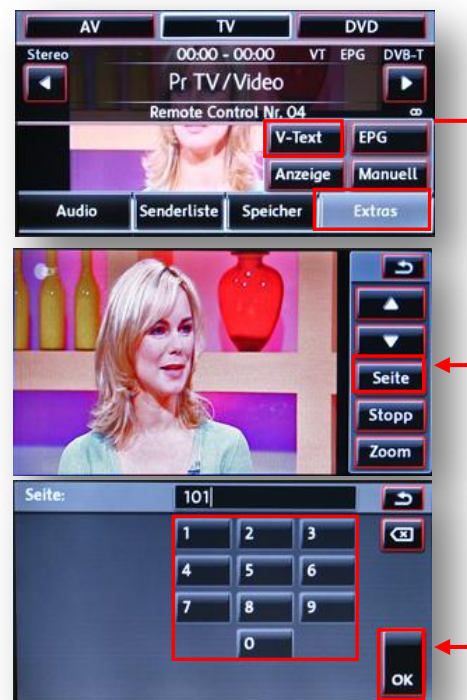 AV TV DVD
Stereo 00:00 - 00:00 VT EPG DVB-T
Pr TV/Video
Remote Control Nr. 04
V-Text EPG
Anzeige Manuell
Audio Senderliste Speicher Extras
Seite
Stopp
Zoom
Seite: 101
1 2 3
4 5 6
7 8 9
0
OK